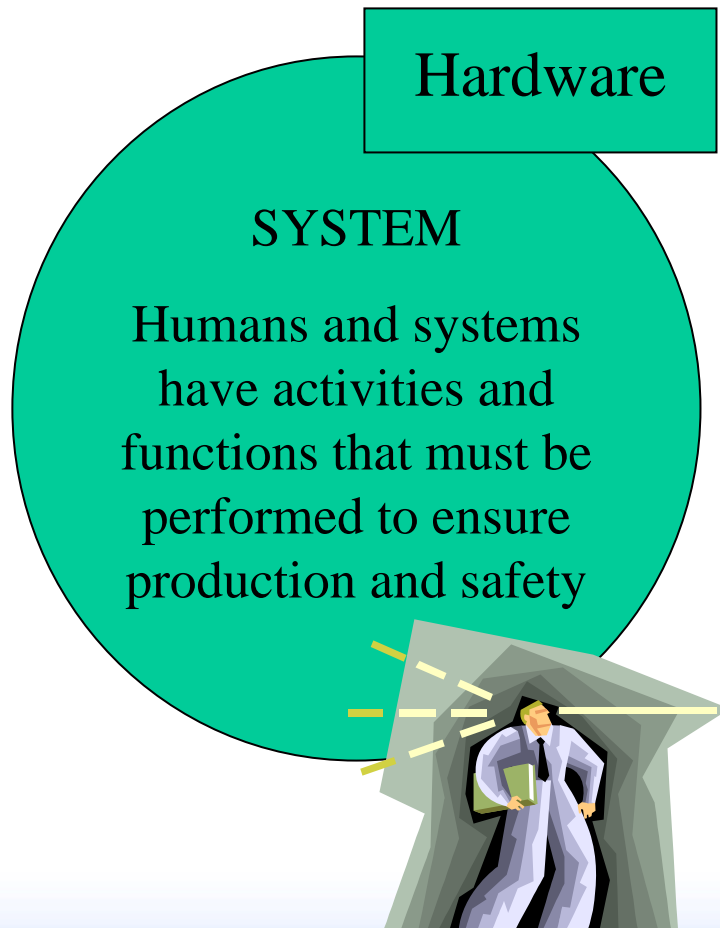 Hardware
SYSTEM
Humans and systems
have activities and
functions that must be
performed to ensure
production and safety